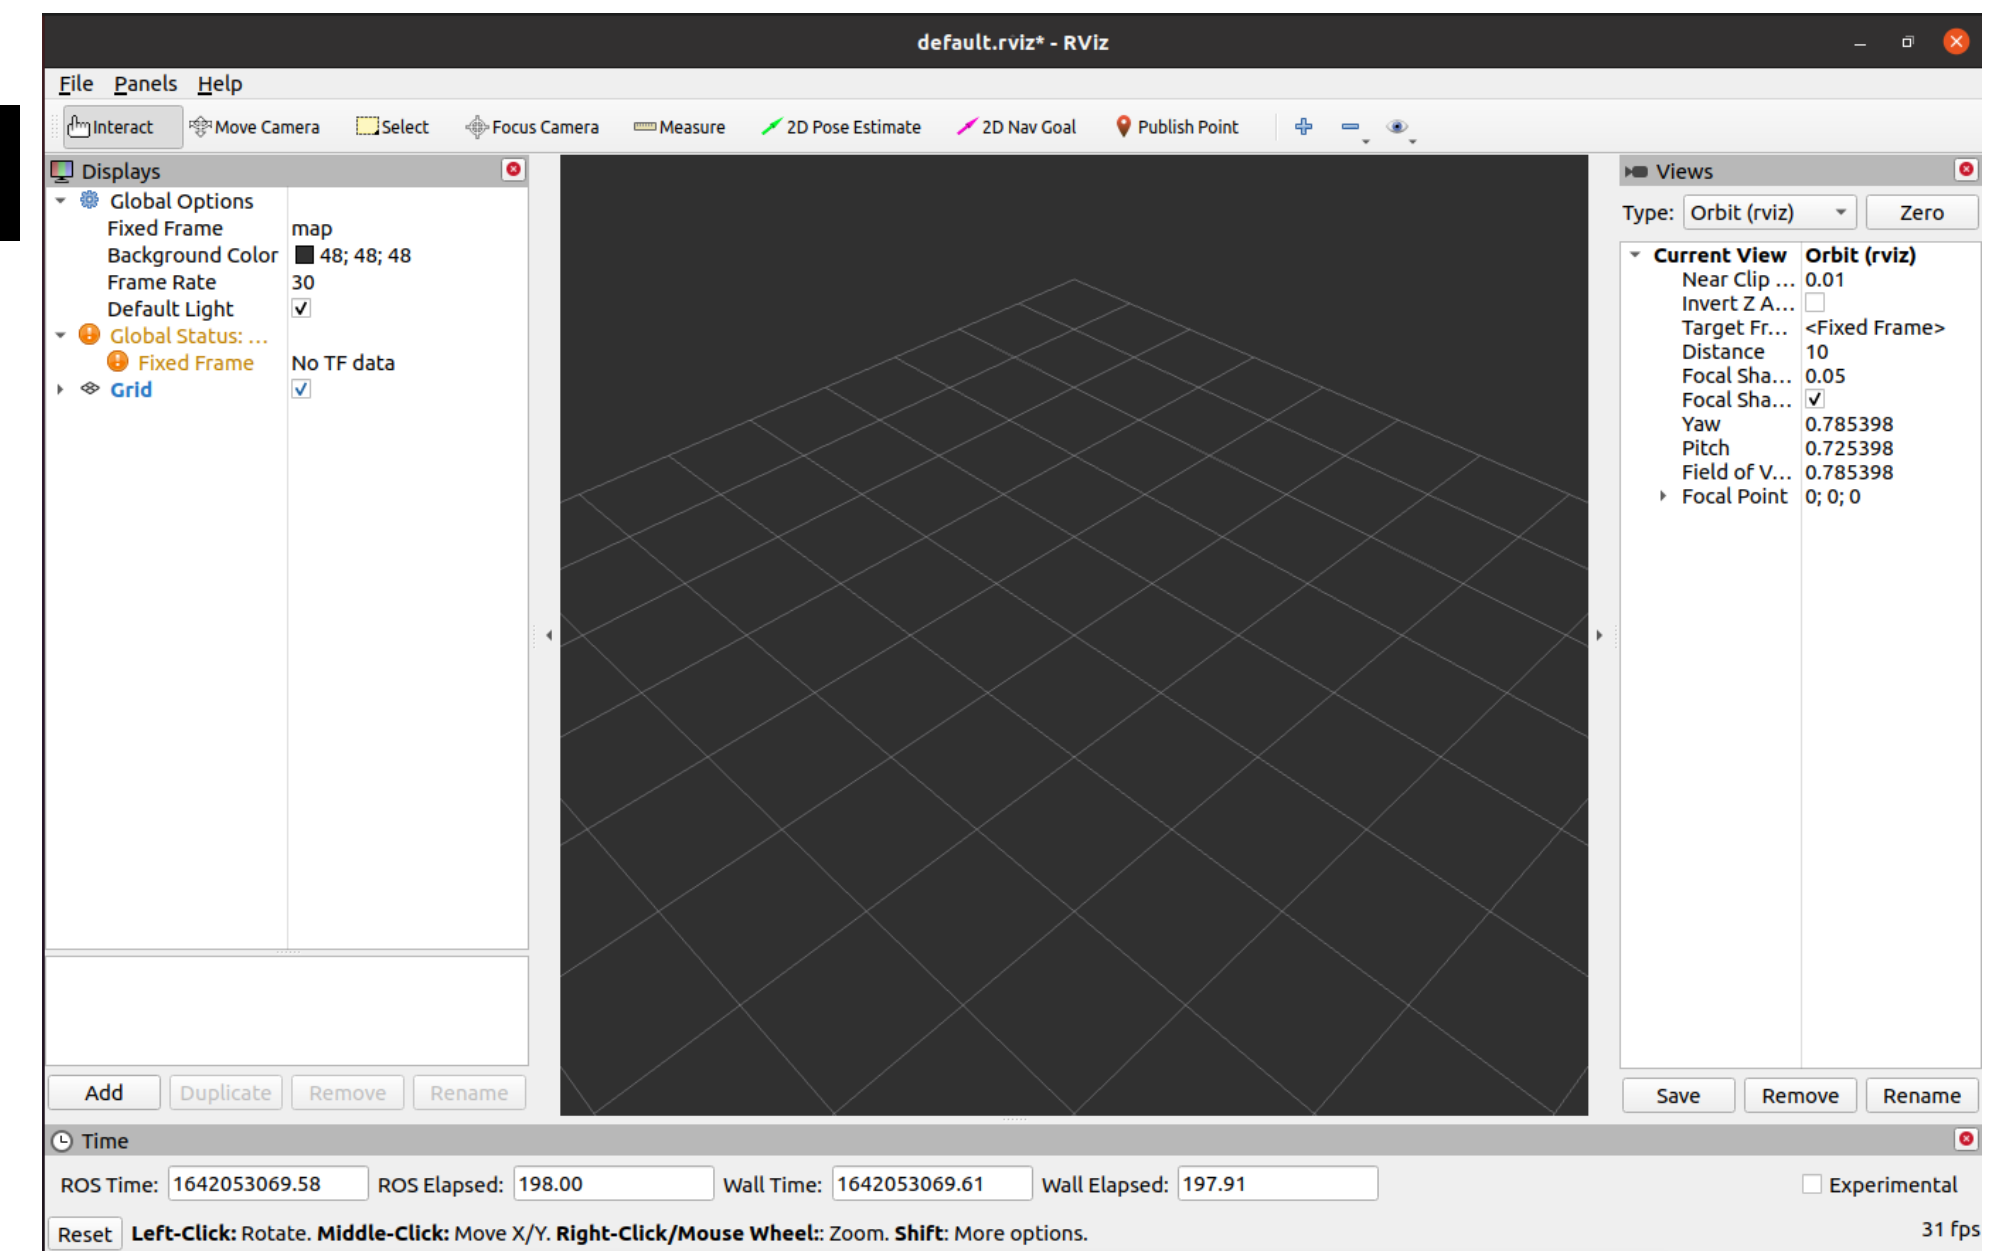 default.rviz* - RViz
File Panels Help
Interact Move Camera Select Focus Camera Measure 2D Pose Estimate 2D Nav Goal Publish Point
Displays
Global Options
Fixed Frame map
Background Color 48; 48; 48
Frame Rate 30
Default Light
Global Status: ...
Fixed Frame No TF data
Grid
Add Duplicate Remove Rename
Views
Type: Orbit (rviz) Zero
Current View Orbit (rviz)
Near Clip ... 0.01
Invert Z A...
Target Fr... <Fixed Frame>
Distance 10
Focal Sha... 0.05
Focal Sha...
Yaw 0.785398
Pitch 0.725398
Field of V... 0.785398
Focal Point 0; 0; 0
Save Remove Rename
Time
ROS Time: 1642053069.58 ROS Elapsed: 198.00 Wall Time: 1642053069.61 Wall Elapsed: 197.91 Experimental
Reset Left-Click: Rotate. Middle-Click: Move X/Y. Right-Click/Mouse Wheel:: Zoom. Shift: More options. 31 fps